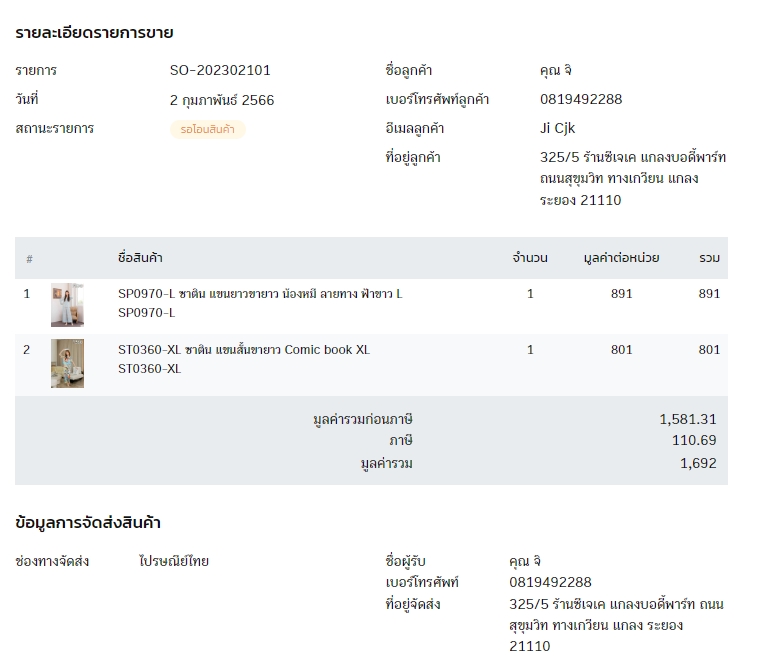 รายละเอียดรายการขาย
รายการ SO-202302101
วันที่ 2 กุมภาพันธ์ 2566
สถานะรายการ รอโอนสินค้า
ชื่อลูกค้า คุณ จิ
เบอร์โทรศัพท์ลูกค้า 0819492288
อีเมลลูกค้า Ji Cjk
ที่อยู่ลูกค้า 325/5 ร้านซีเจเค แกลงบอดี้พาร์ท
ถนนสุขุมวิท ทางเกวียน แกลง
ระยอง 21110
# ชื่อสินค้า จำนวน มูลค่าต่อหน่วย รวม
1 SP0970-L ซาติน แขนยาวขายาว น้องหมี ลายทาง ฟ้าขาว L 1 891 891
SP0970-L
2 ST0360-XL ซาติน แขนสั้นขายาว Comic book XL 1 801 801
ST0360-XL
มูลค่ารวมก่อนภาษี 1,581.31
ภาษี 110.69
มูลค่ารวม 1,692
ข้อมูลการจัดส่งสินค้า
ช่องทางจัดส่ง ไปรษณีย์ไทย
ชื่อผู้รับ คุณ จิ
เบอร์โทรศัพท์ 0819492288
ที่อยู่จัดส่ง 325/5 ร้านซีเจเค แกลงบอดี้พาร์ท ถนน
สุขุมวิท ทางเกวียน แกลง ระยอง
21110